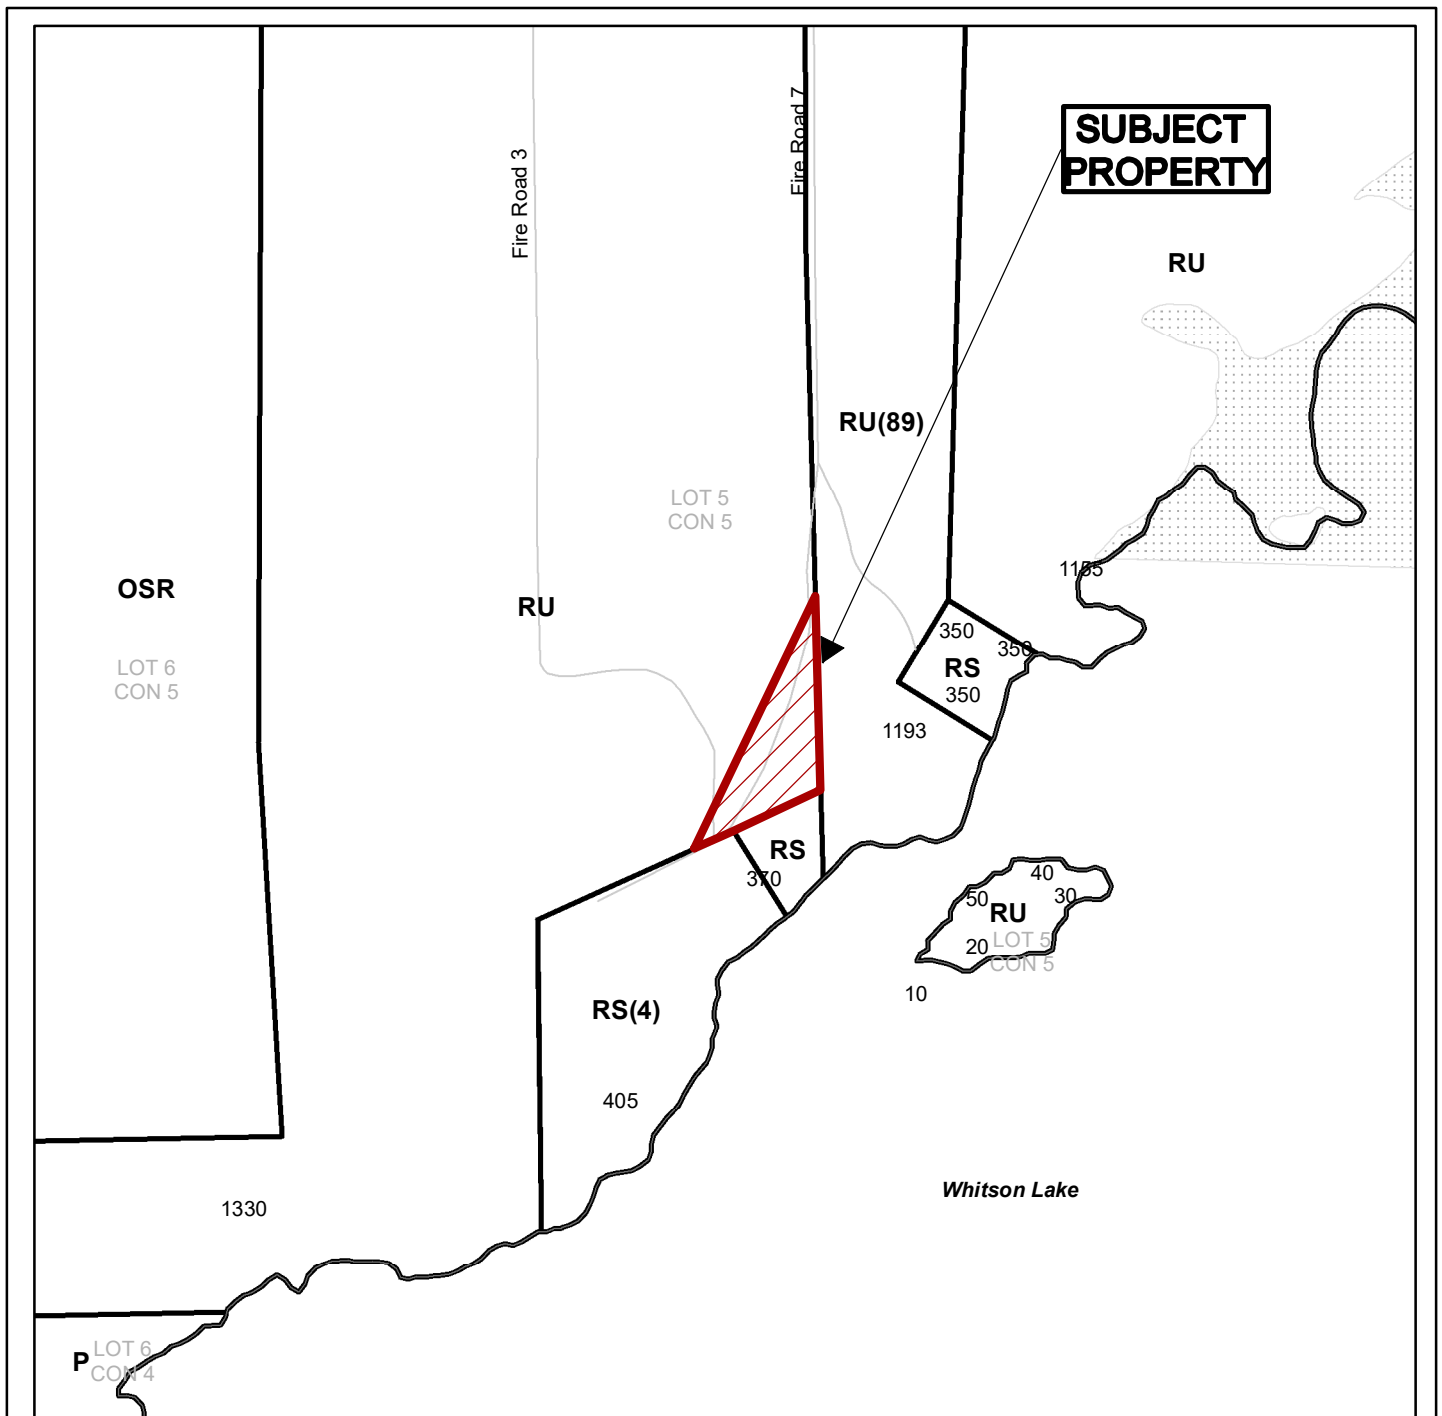 Fire Road 7
SUBJECT
PROPERTY
Fire Road 3
RU
RU(89)
LOT 5
CON 5
1155
OSR
RU
350
350
RS
350
LOT 6
CON 5
1193
RS
370
40
50
30
RU
20
LOT 5
CON 5
10
RS(4)
405
Whitson Lake
1330
P
LOT 6
CON 4